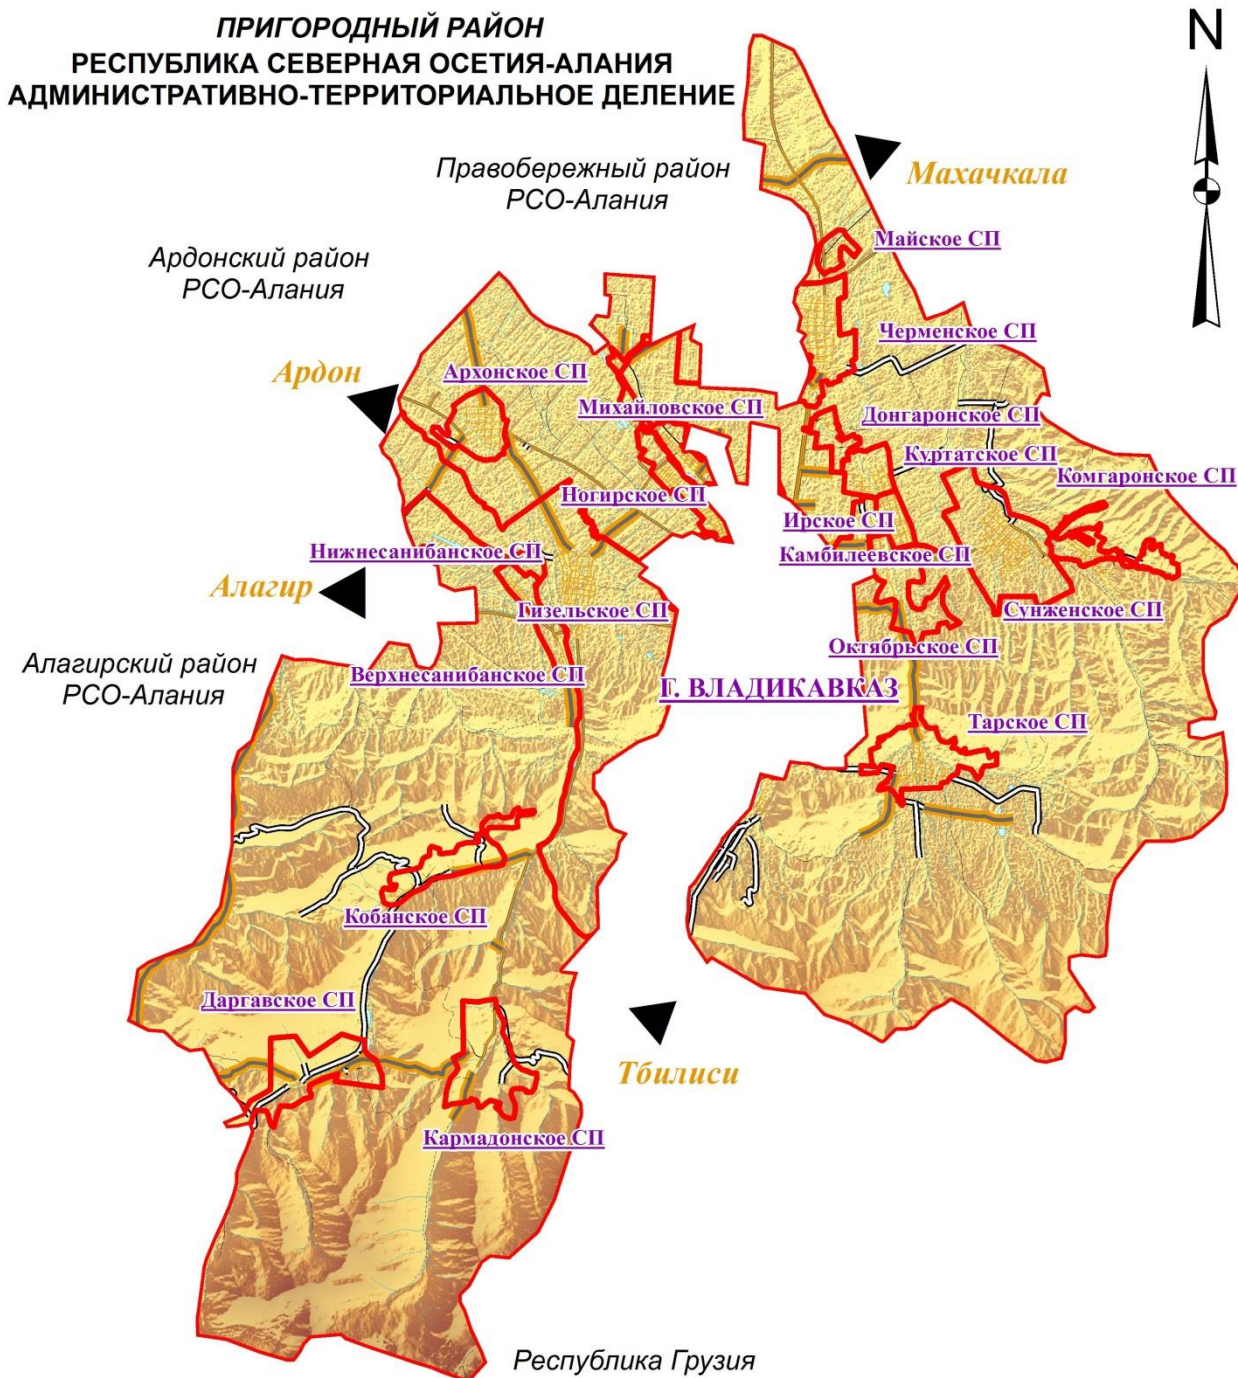 ПРИГОРОДНЫЙ РАЙОН
РЕСПУБЛИКА СЕВЕРНАЯ ОСЕТИЯ-АЛАНИЯ
АДМИНИСТРАТИВНО-ТЕРРИТОРИАЛЬНОЕ ДЕЛЕНИЕ
N
Правобережный район
РСО-Алания
Махачкала
Майское СП
Ардонский район
РСО-Алания
Черменское СП
Ардон
Архонское СП
Михайловское СП
Донгаронское СП
Куртатское СП
Комгаронское СП
Ногирское СП
Ирское СП
Нижнесанибанское СП
Камбилеевское СП
Алагир
Гизельское СП
Сунженское СП
Октябрьское СП
Алагирский район
РСО-Алания
Верхнесанибанское СП
Г. ВЛАДИКАВКАЗ
Тарское СП
Кобанское СП
Даргавское СП
Тбилиси
Кармадонское СП
Республика Грузия